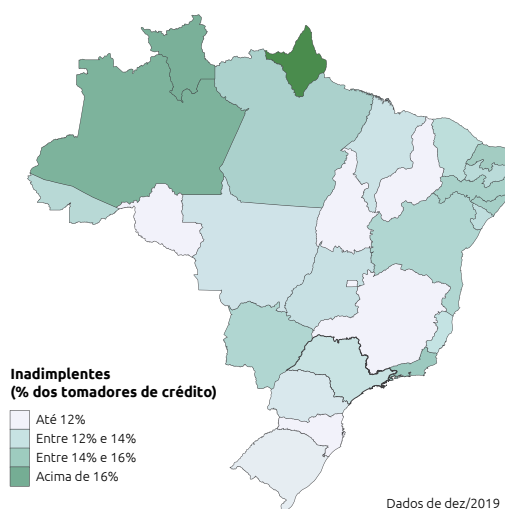 Inadimplentes
(% dos tomadores de crédito)
Até 12%
Entre 12% e 14%
Entre 14% e 16%
Acima de 16%
Dados de dez/2019